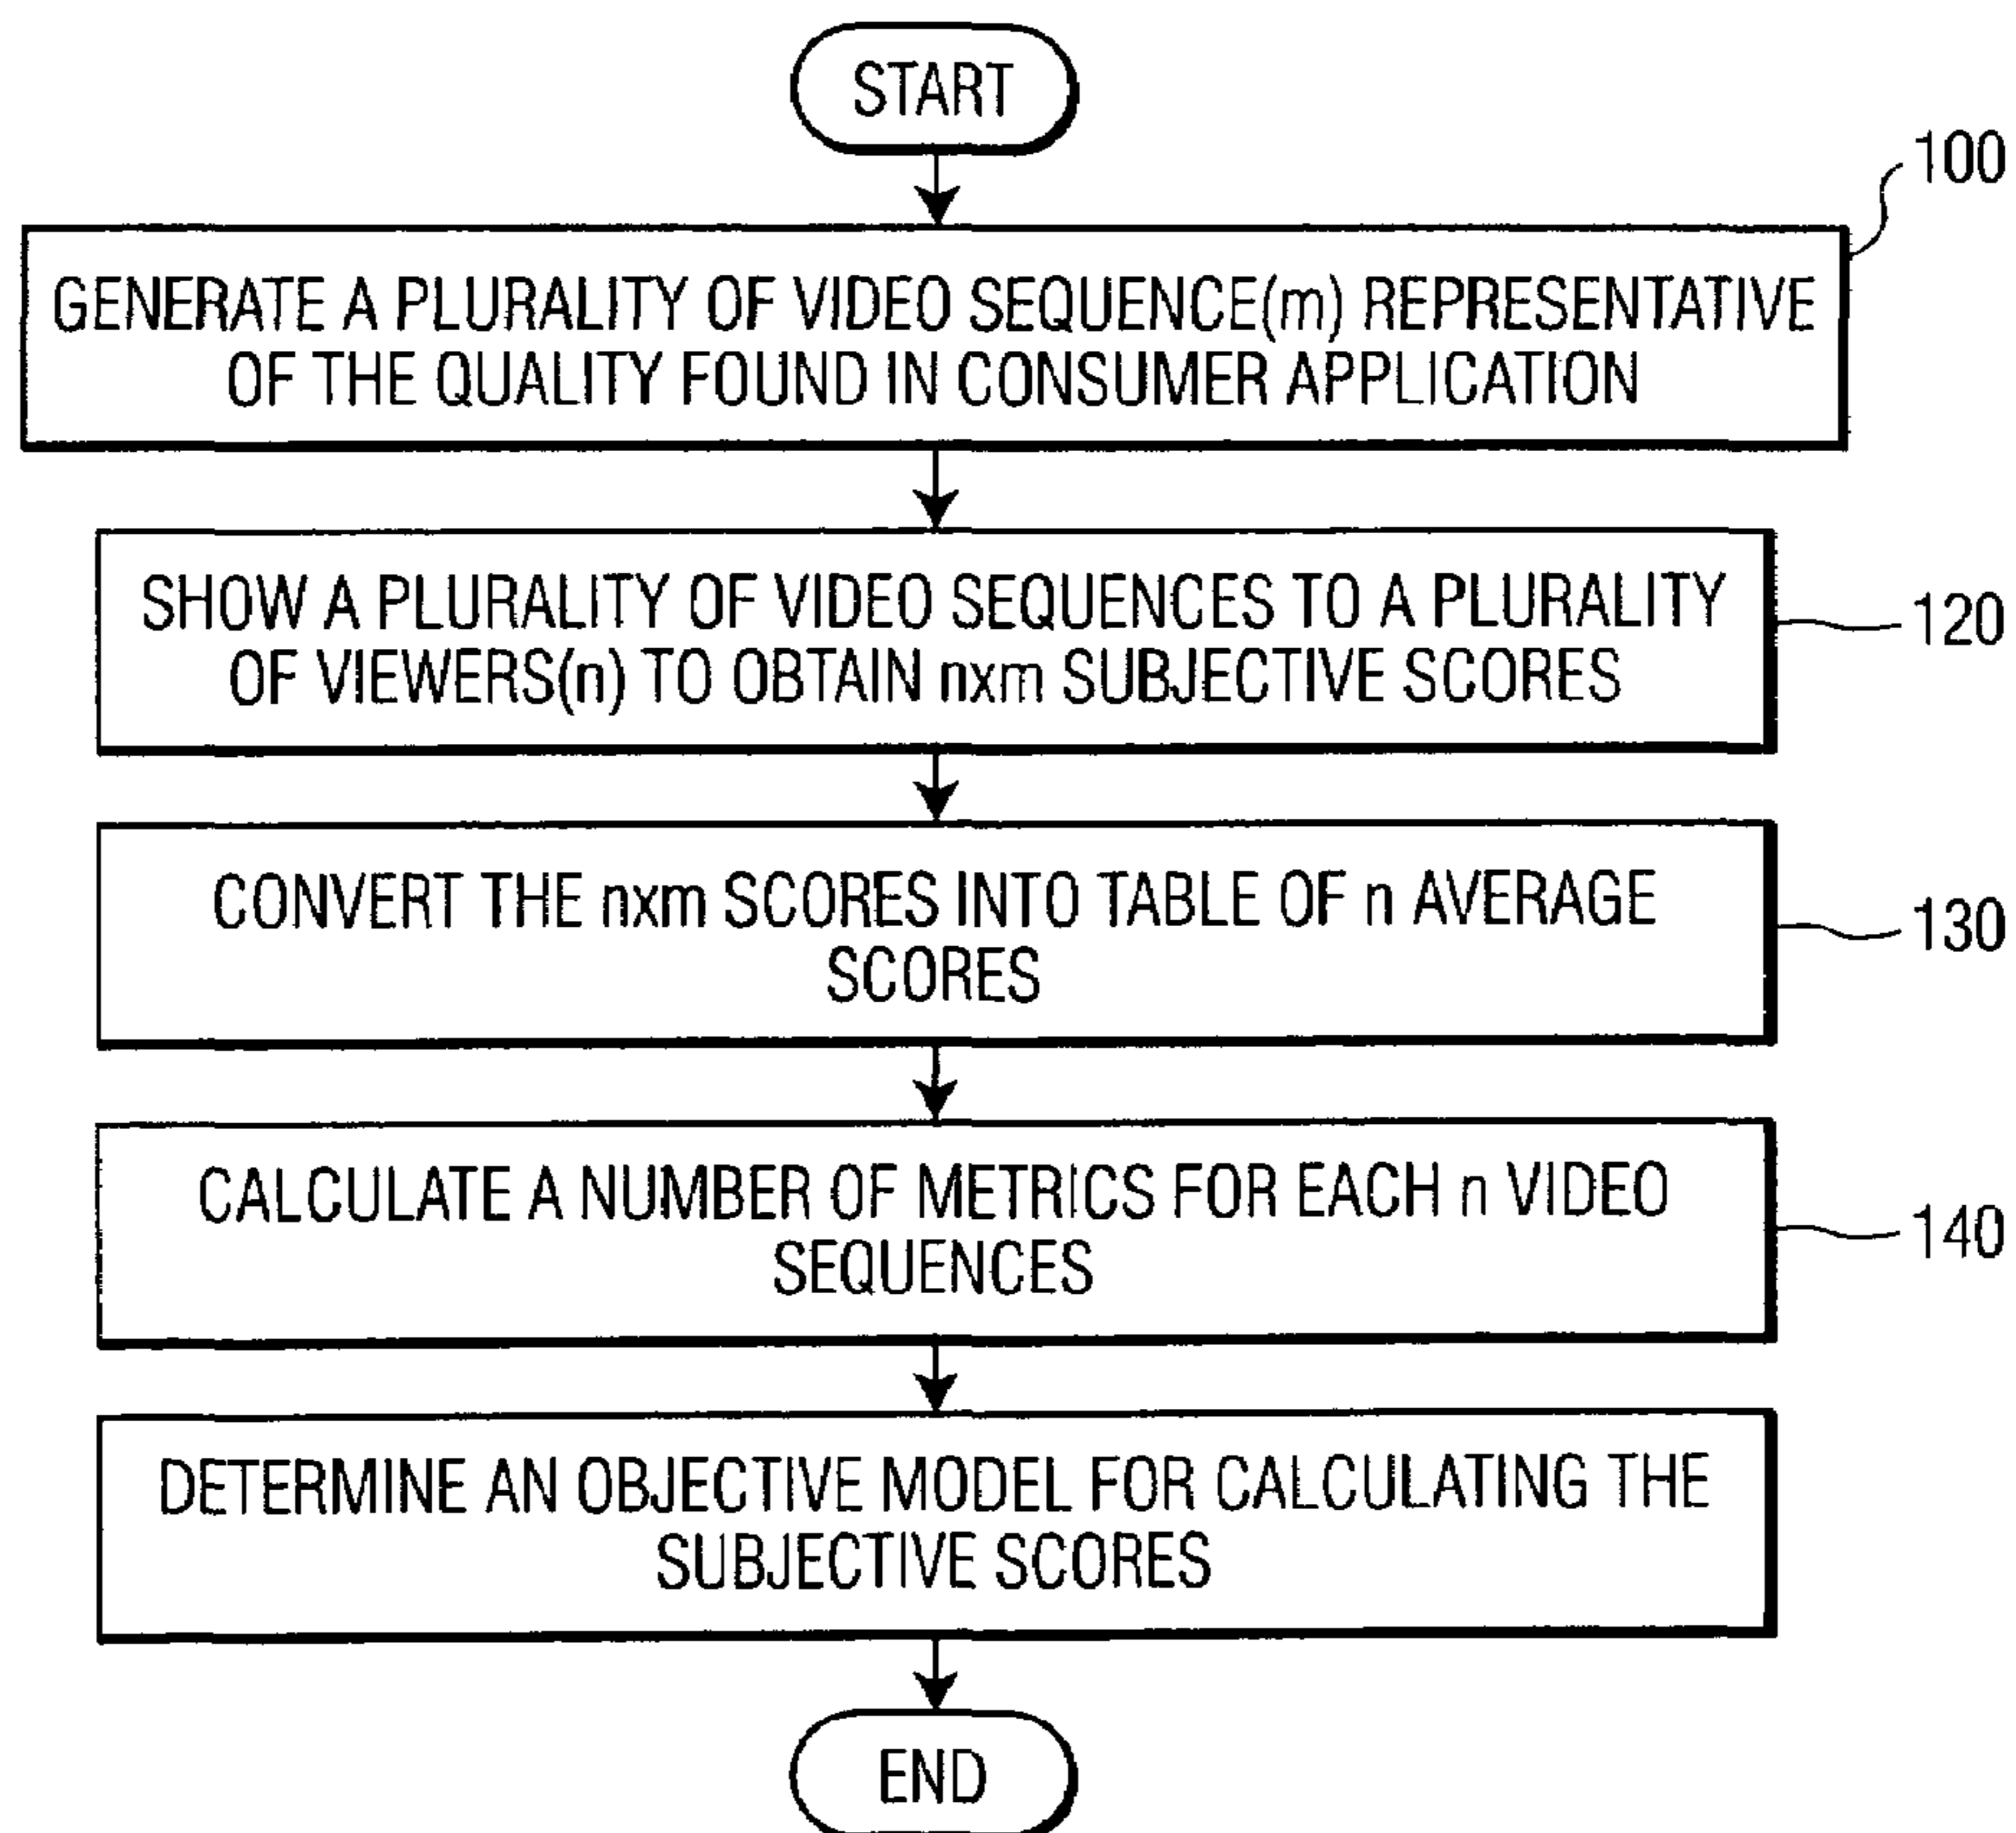 START
100
GENERATE A PLURALITY OF VIDEO SEQUENCE(m) REPRESENTATIVE
OF THE QUALITY FOUND IN CONSUMER APPLICATION
SHOW A PLURALITY OF VIDEO SEQUENCES TO A PLURALITY
OF VIEWERS(n) TO OBTAIN nxm SUBJECTIVE SCORES
120
CONVERT THE nxm SCORES INTO TABLE OF n AVERAGE
SCORES
130
CALCULATE A NUMBER OF METRICS FOR EACH n VIDEO
SEQUENCES
140
DETERMINE AN OBJECTIVE MODEL FOR CALCULATING THE
SUBJECTIVE SCORES
END